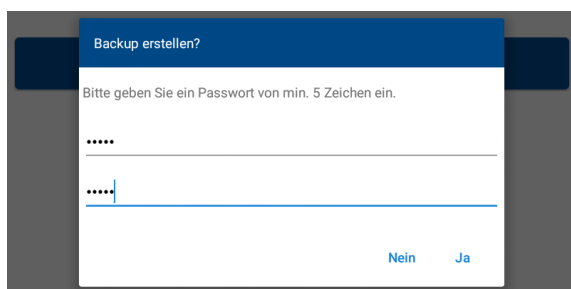 Backup erstellen?
Bitte geben Sie ein Passwort von min. 5 Zeichen ein.
•••••
•••••
Nein Ja